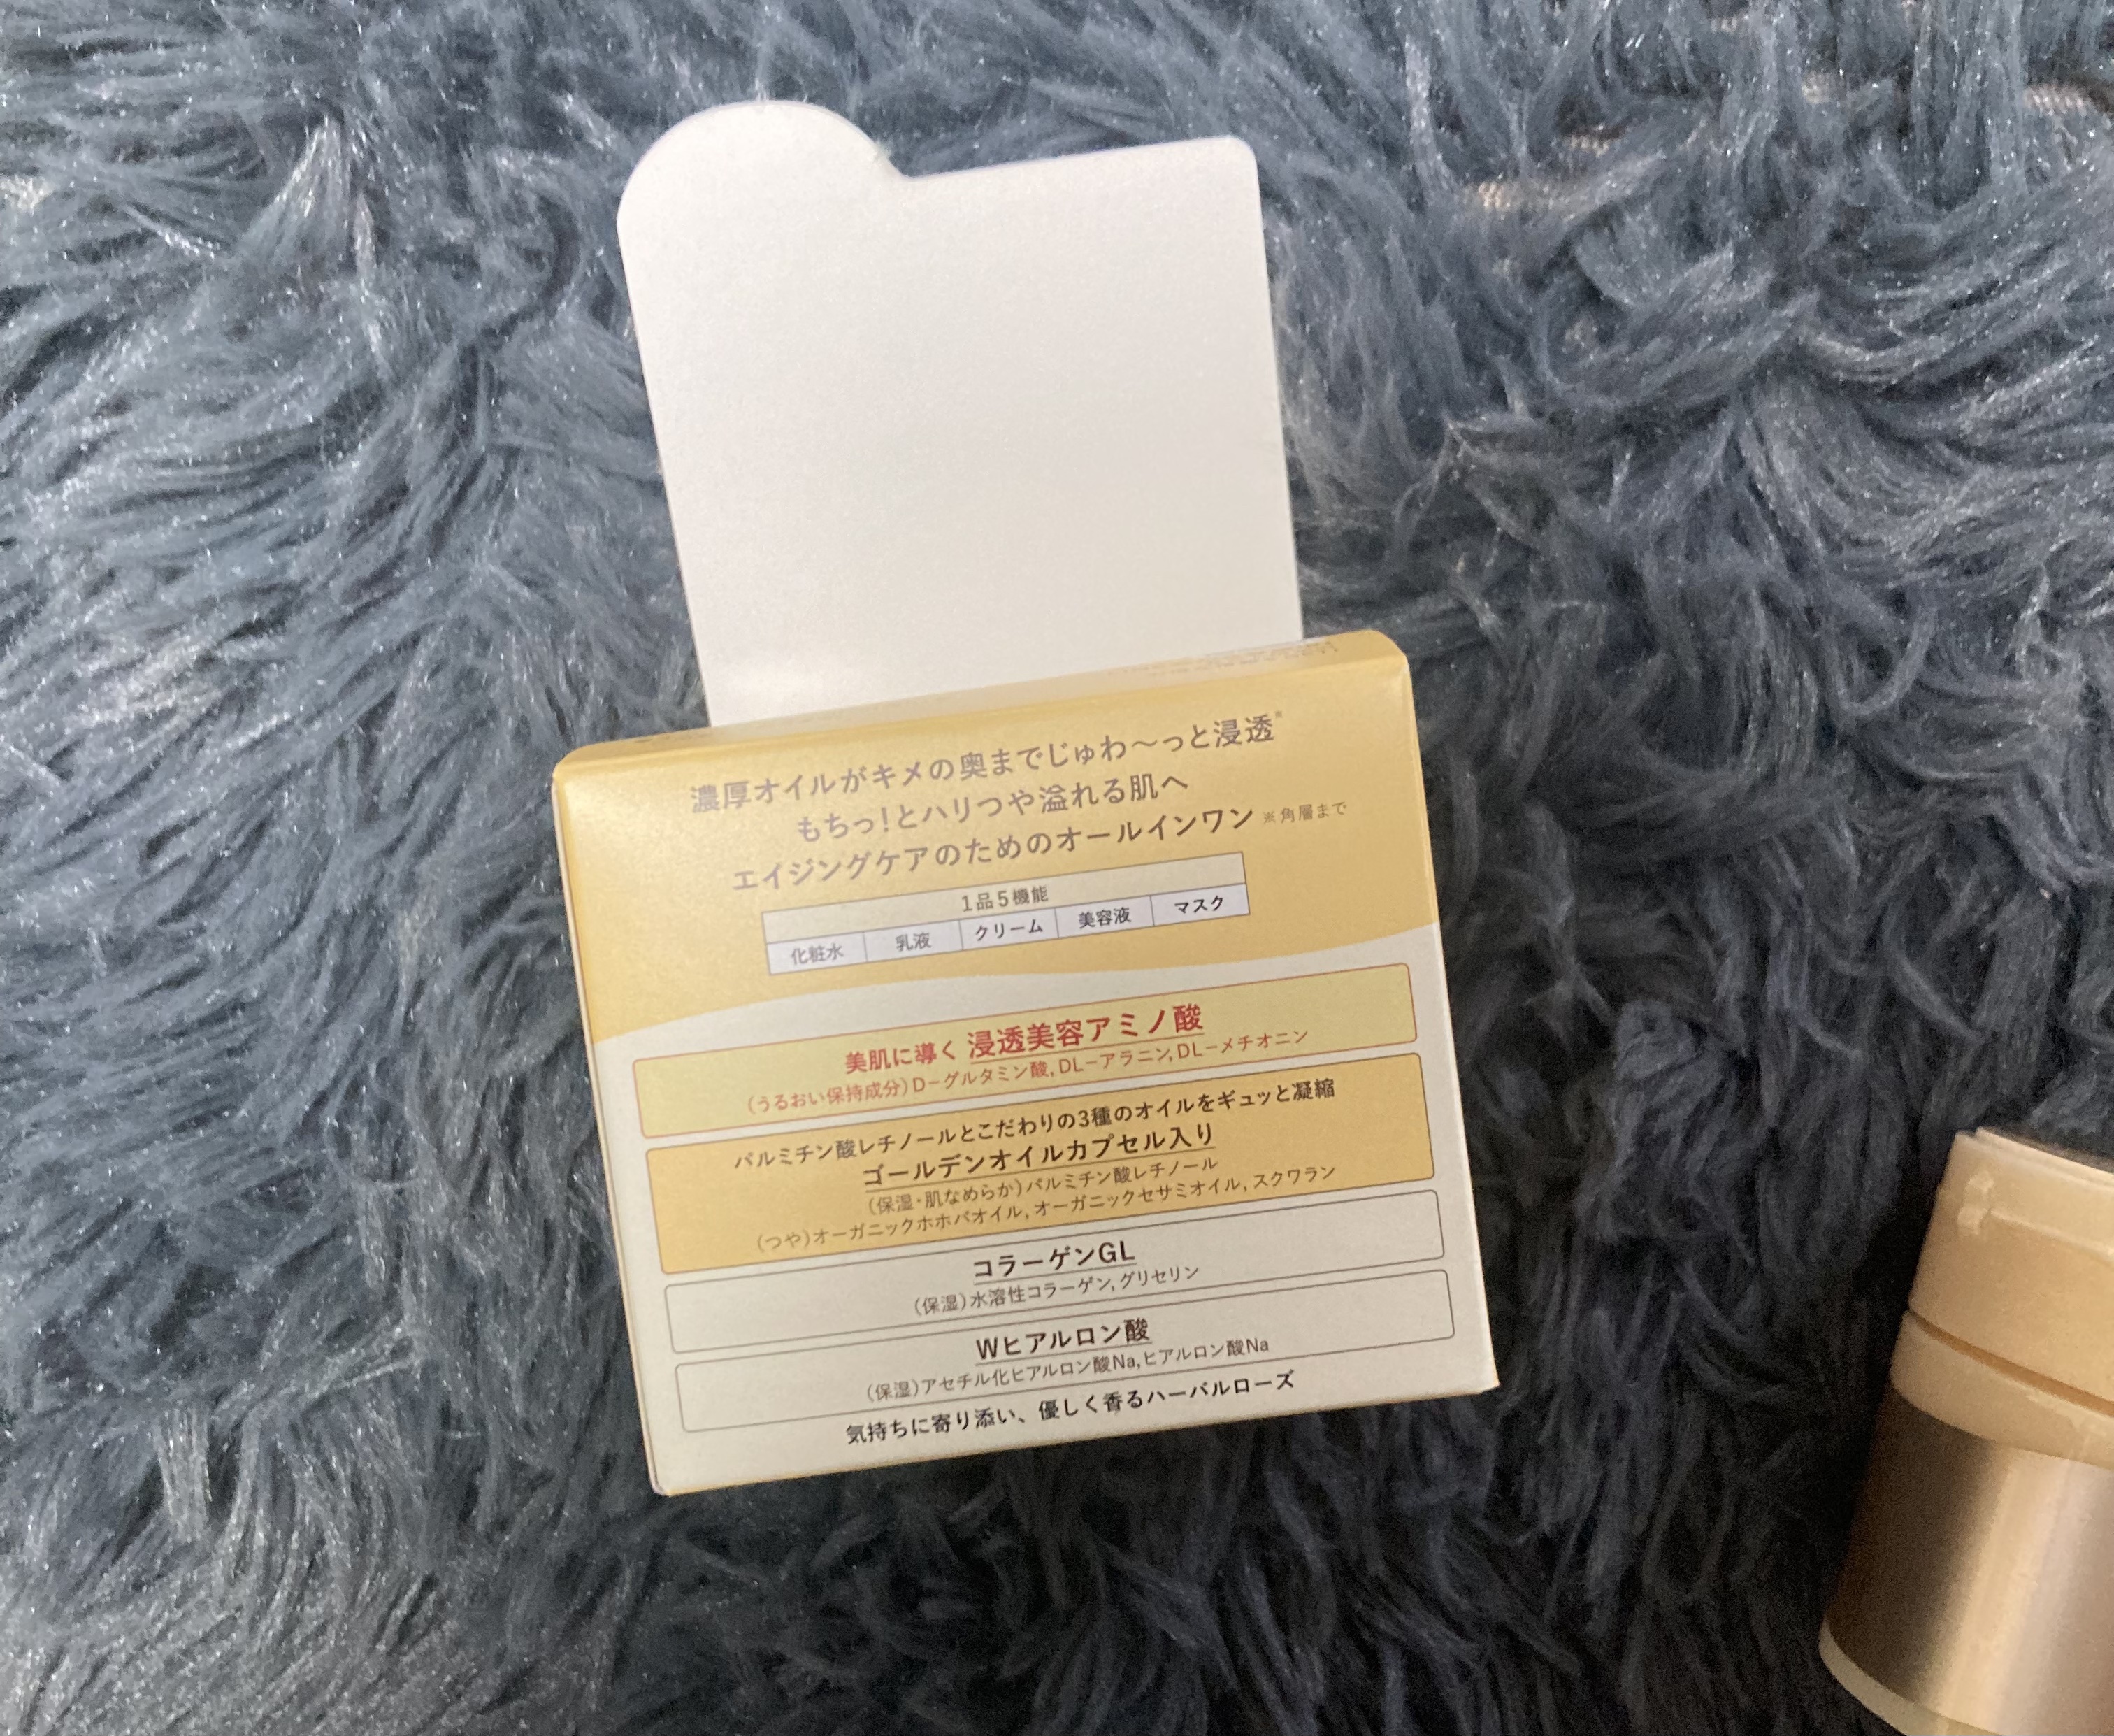 濃厚オイルがキメの奥までじゅわ〜っと浸透※
もちっ!とハリつや溢れる肌へ
エイジングケアのためのオールインワン ※角層まで
1品5機能
化粧水 乳液 クリーム 美容液 マスク
美肌に導く 浸透美容アミノ酸
(うるおい保持成分)D−グルタミン酸,DL−アラニン,DL−メチオニン
パルミチン酸レチノールとこだわりの3種のオイルをギュッと凝縮
ゴールデンオイルカプセル入り
(保湿・肌なめらか)パルミチン酸レチノール
(つや)オーガニックホホバオイル,オーガニックセサミオイル,スクワラン
コラーゲンGL
(保湿)水溶性コラーゲン,グリセリン
Wヒアルロン酸
(保湿)アセチル化ヒアルロン酸Na,ヒアルロン酸Na
気持ちに寄り添い、優しく香るハーバルローズ